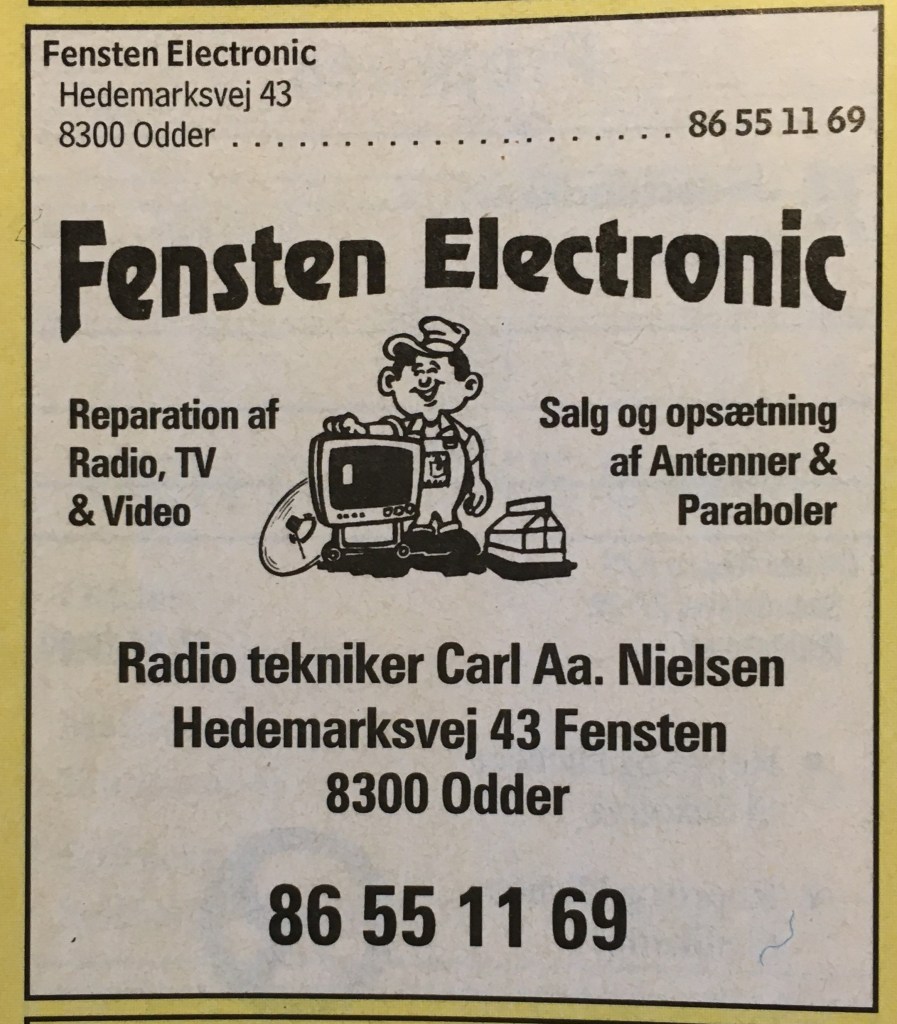 Fensten Electronic
Hedemarksvej 43
8300 Odder . . . . . . . . . . . . . . . . . . . . . 86 55 11 69
Fensten Electronic
Reparation af
Radio, TV
& Video
Salg og opsætning
af Antenner &
Paraboler
Radio tekniker Carl Aa. Nielsen
Hedemarksvej 43 Fensten
8300 Odder
86 55 11 69